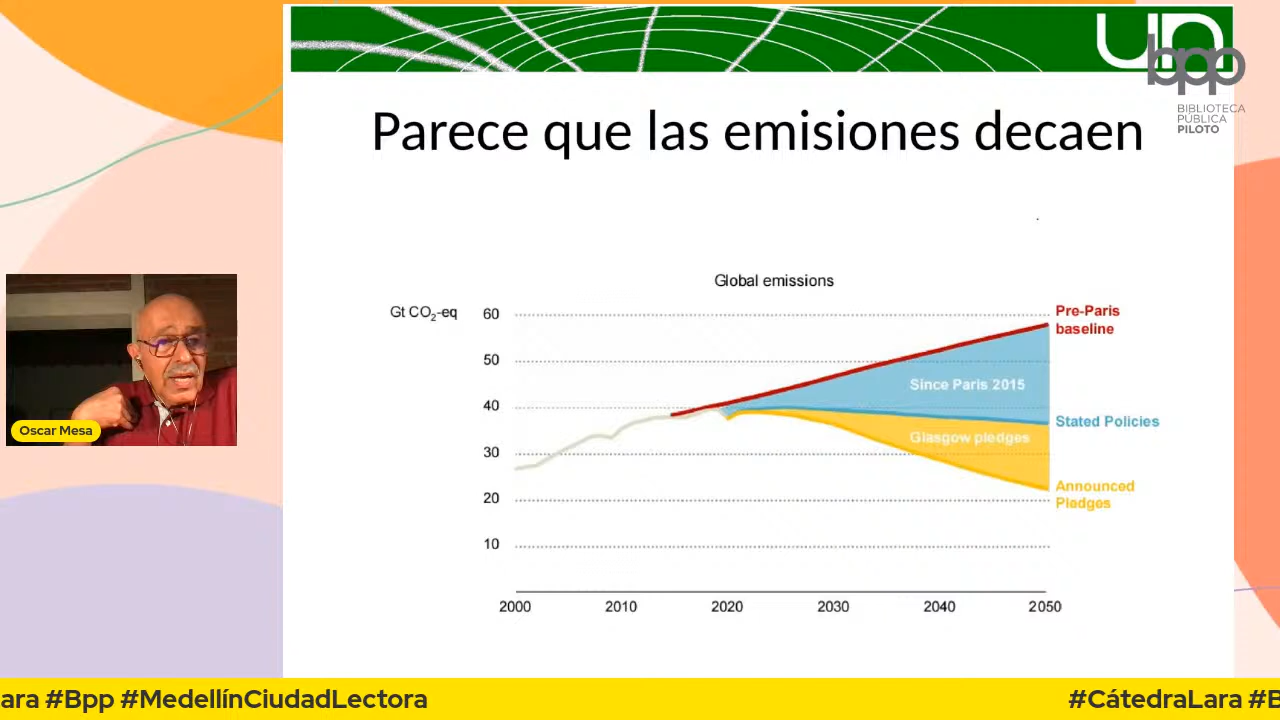 un
bpp
BIBLIOTECA
PÚBLICA
PILOTO
Parece que las emisiones decaen
Global emissions
Gt CO₂-eq
60
50
40
30
20
10
2000 2010 2020 2030 2040 2050
Pre-Paris
baseline
Since Paris 2015
Stated Policies
Glasgow pledges
Announced
Pledges
Oscar Mesa
ara #Bpp #MedellínCiudadLectora
#CátedraLara #B